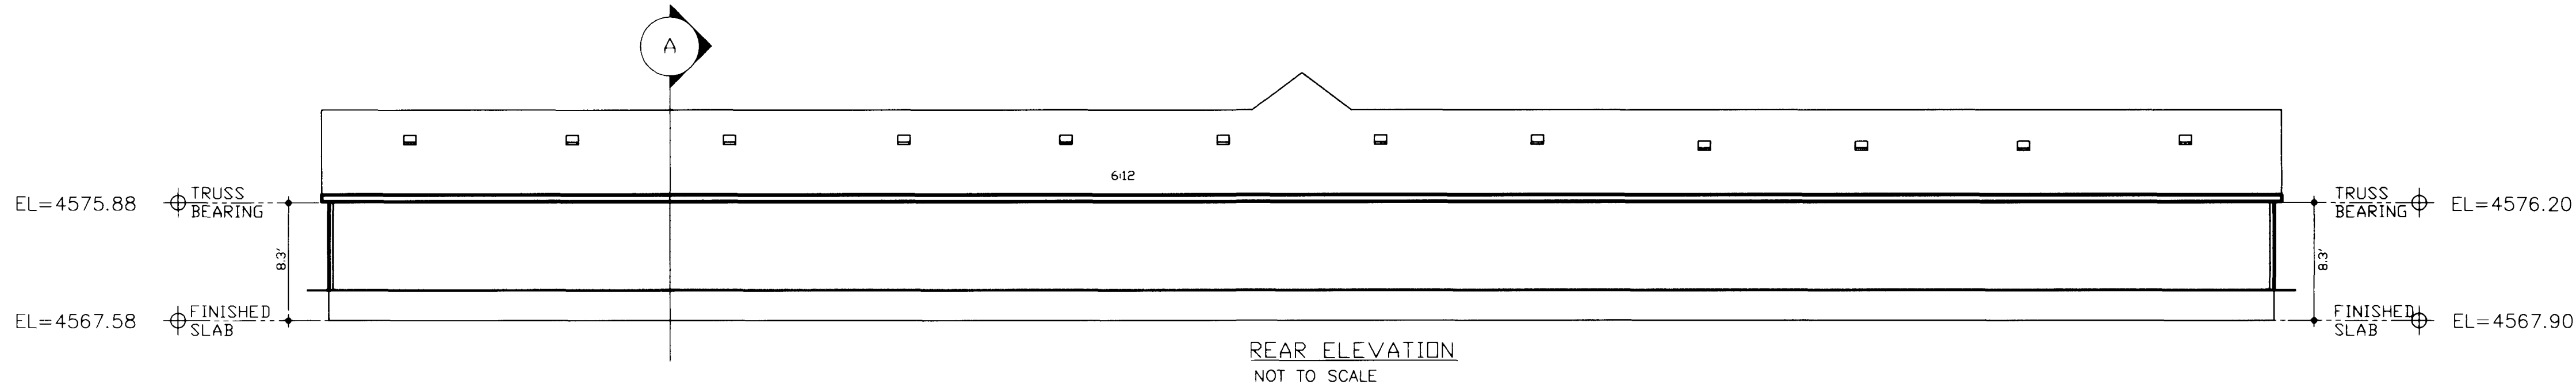 A
6:12
EL=4575.88
TRUSS
BEARING
8.3'
EL=4567.58
FINISHED
SLAB
TRUSS
BEARING
EL=4576.20
8.3'
FINISHED
SLAB
EL=4567.90
REAR ELEVATION
NOT TO SCALE